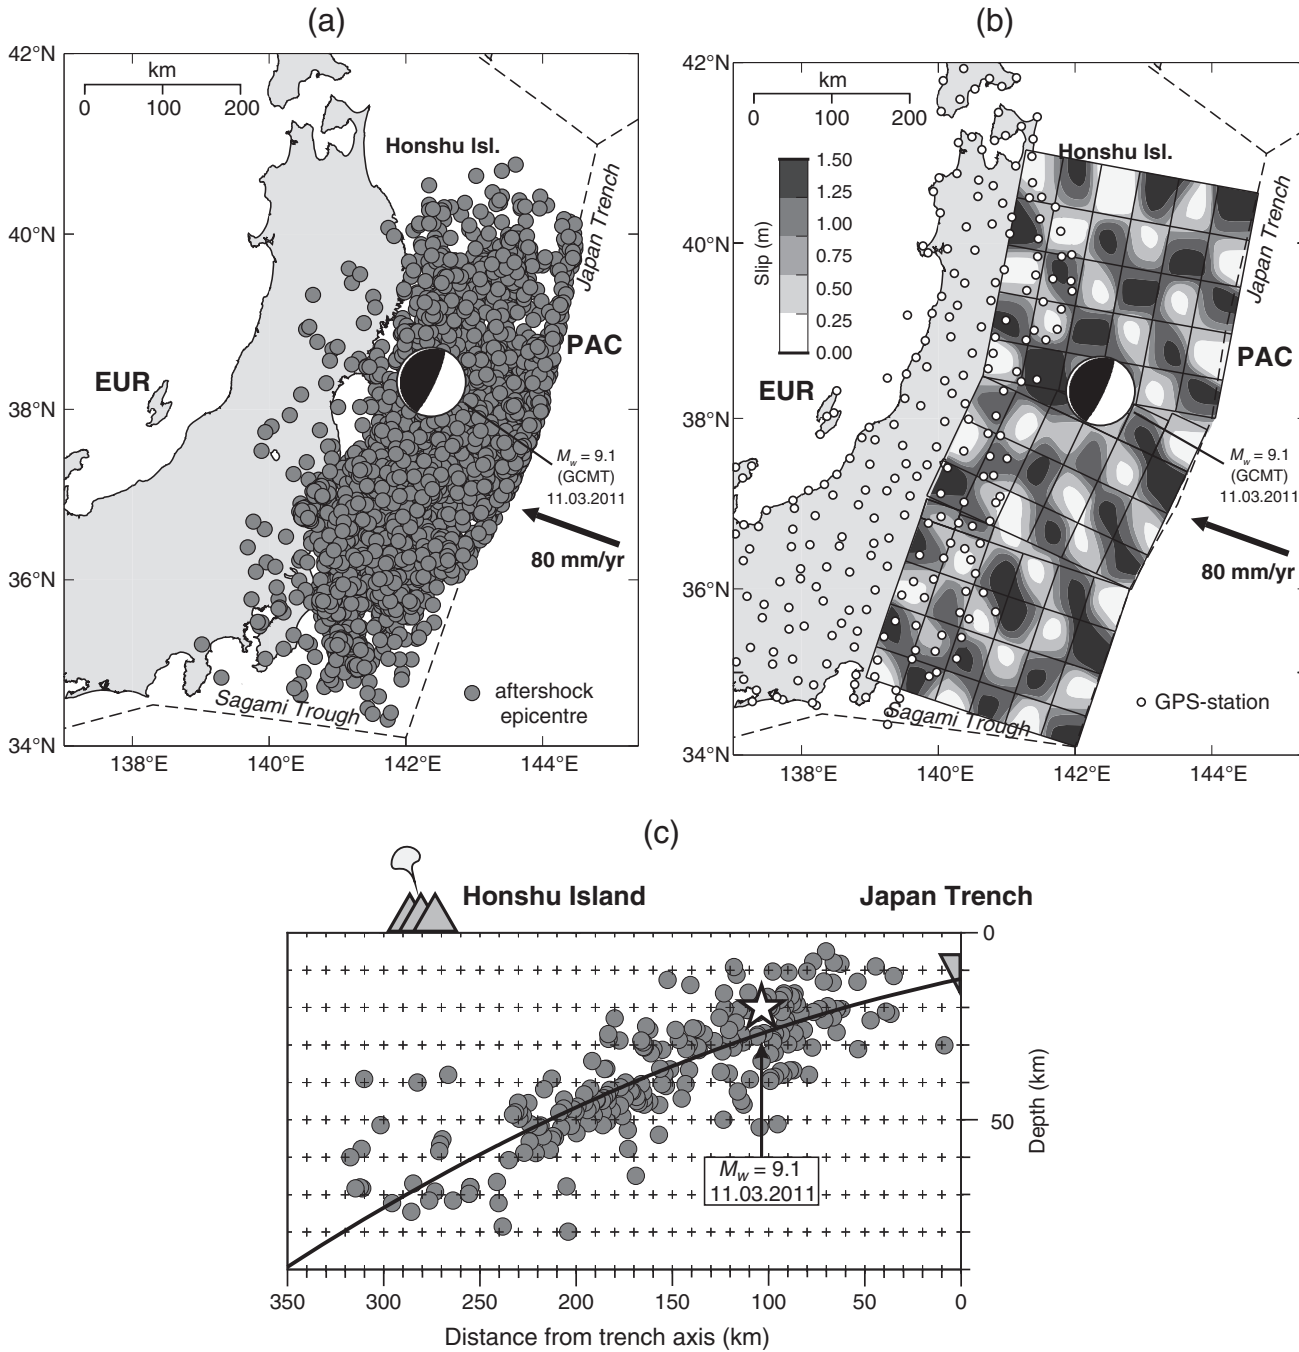 (a)
42°N
km
0 100 200
Honshu Isl.
40°N
Japan Trench
PAC
EUR
38°N
Mw = 9.1
(GCMT)
11.03.2011
80 mm/yr
36°N
aftershock
epicentre
Sagami Trough
34°N
138°E 140°E 142°E 144°E
(b)
42°N
km
0 100 200
Honshu Isl.
Slip (m)
1.50
1.25
1.00
0.75
0.50
0.25
0.00
40°N
Japan Trench
PAC
EUR
38°N
Mw = 9.1
(GCMT)
11.03.2011
80 mm/yr
36°N
GPS-station
Sagami Trough
34°N
138°E 140°E 142°E 144°E
(c)
Honshu Island
Japan Trench
0
50
Depth (km)
Mw = 9.1
11.03.2011
350 300 250 200 150 100 50 0
Distance from trench axis (km)